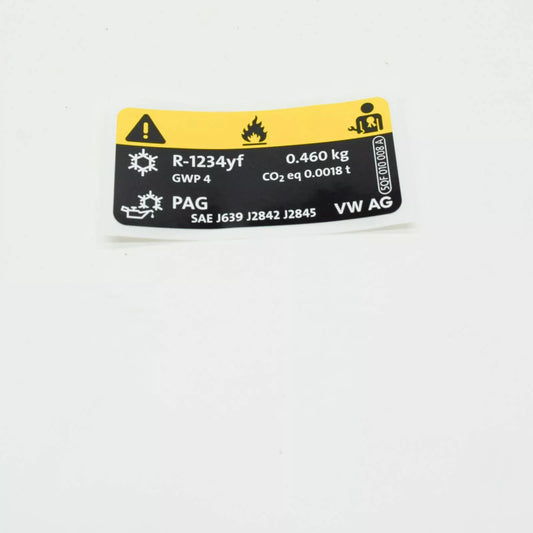 R-1234yf 0.460 kg
GWP 4 CO₂ eq 0.0018 t
PAG
SAE J639 J2842 J2845
VW AG
5QF 010 008 A